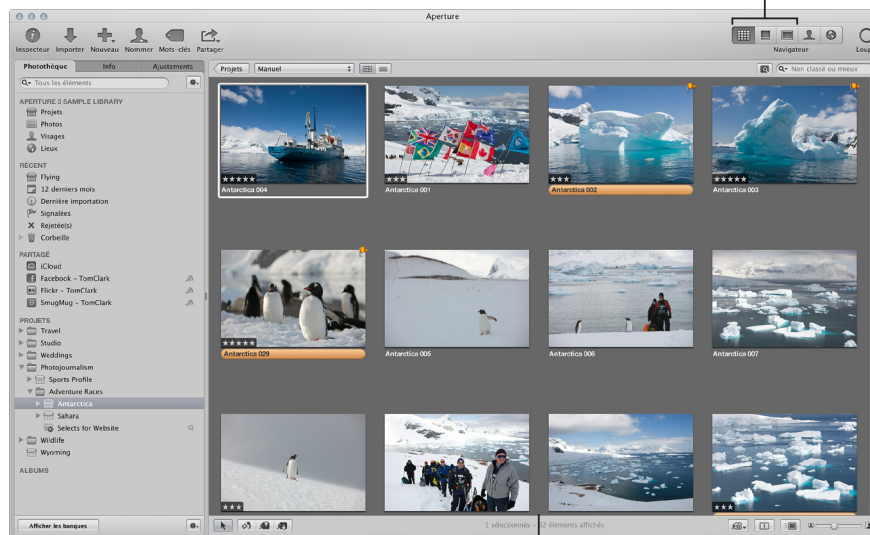 Aperture
Inspecteur Importer Nouveau Nommer Mots-clés Partager
Navigateur Loup
Photothèque Info Ajustements
Projets Manuel
Non classé ou mieux
Tous les éléments
APERTURE 3 SAMPLE LIBRARY
Projets
Photos
Visages
Lieux
RÉCENT
Flying
12 derniers mois
Dernière importation
Signalées
Rejetée(s)
Corbeille
PARTAGÉ
iCloud
Facebook – TomClark
Flickr – TomClark
SmugMug – TomClark
PROJETS
Travel
Studio
Weddings
Photojournalism
Sports Profile
Adventure Races
Antarctica
Sahara
Selects for Website
Wildlife
Wyoming
ALBUMS
Afficher les banques
Antarctica 004
Antarctica 001
Antarctica 002
Antarctica 003
Antarctica 029
Antarctica 005
Antarctica 006
Antarctica 007
1 sélectionnés – 62 éléments affichés